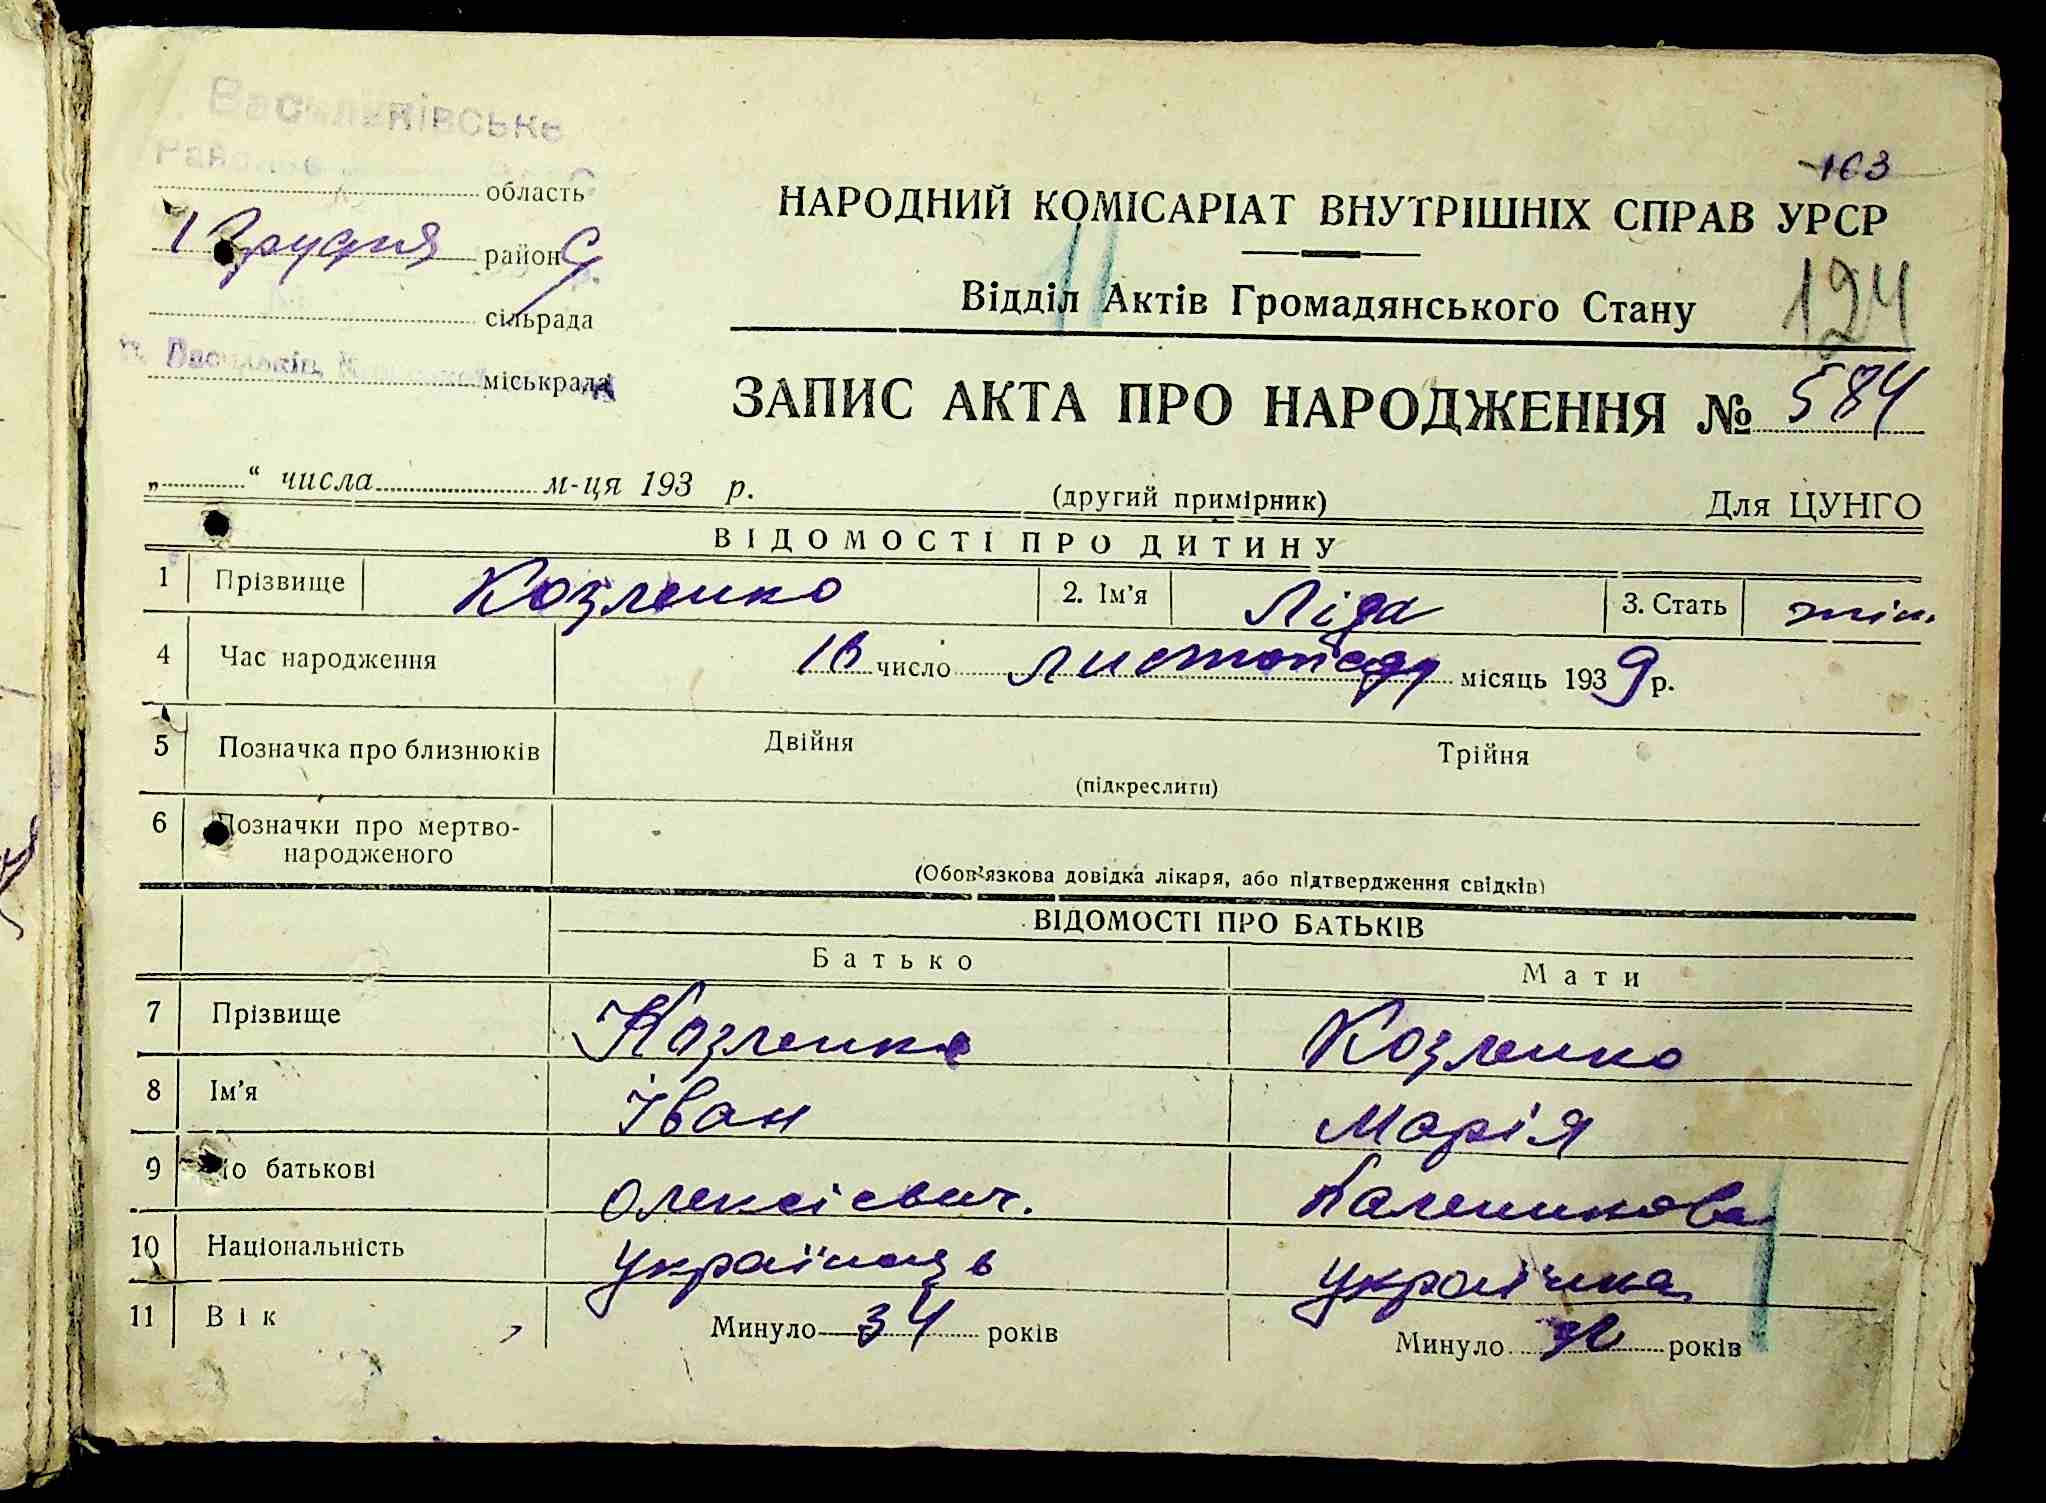 Васильківське
Районе
область
1 Грудня район 9
сільрада
м. Васильків, міськрада
163
НАРОДНИЙ КОМІСАРІАТ ВНУТРІШНІХ СПРАВ УРСР
Відділ Актів Громадянського Стану
124
ЗАПИС АКТА ПРО НАРОДЖЕННЯ № 584
„ “ числа м-ця 193 р. (другий примірник) Для ЦУНГО
ВІДОМОСТІ ПРО ДИТИНУ
1 Прізвище Козленко 2. Ім'я Ліда 3. Стать жін.
4 Час народження число листопаду місяць 1939 р.
5 Позначка про близнюків Двійня Трійня
(підкреслити)
6 Позначки про мертво-
народженого
(Обов'язкова довідка лікаря, або підтвердження свідків)
ВІДОМОСТІ ПРО БАТЬКІВ
Батько Мати
7 Прізвище Козленко Козленко
8 Ім'я Іван Марія
9 По батькові Олексієвич. Каленикова
10 Національність Українець Українка
11 Вік Минуло 34 років Минуло років